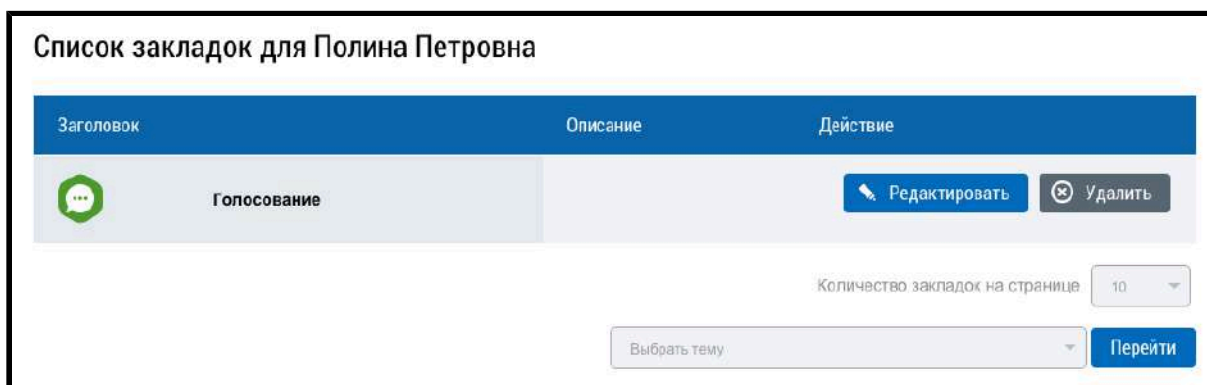 Список закладок для Полина Петровна
Заголовок Описание Действие
Голосование Редактировать Удалить
Количество закладок на странице 10
Выбрать тему Перейти